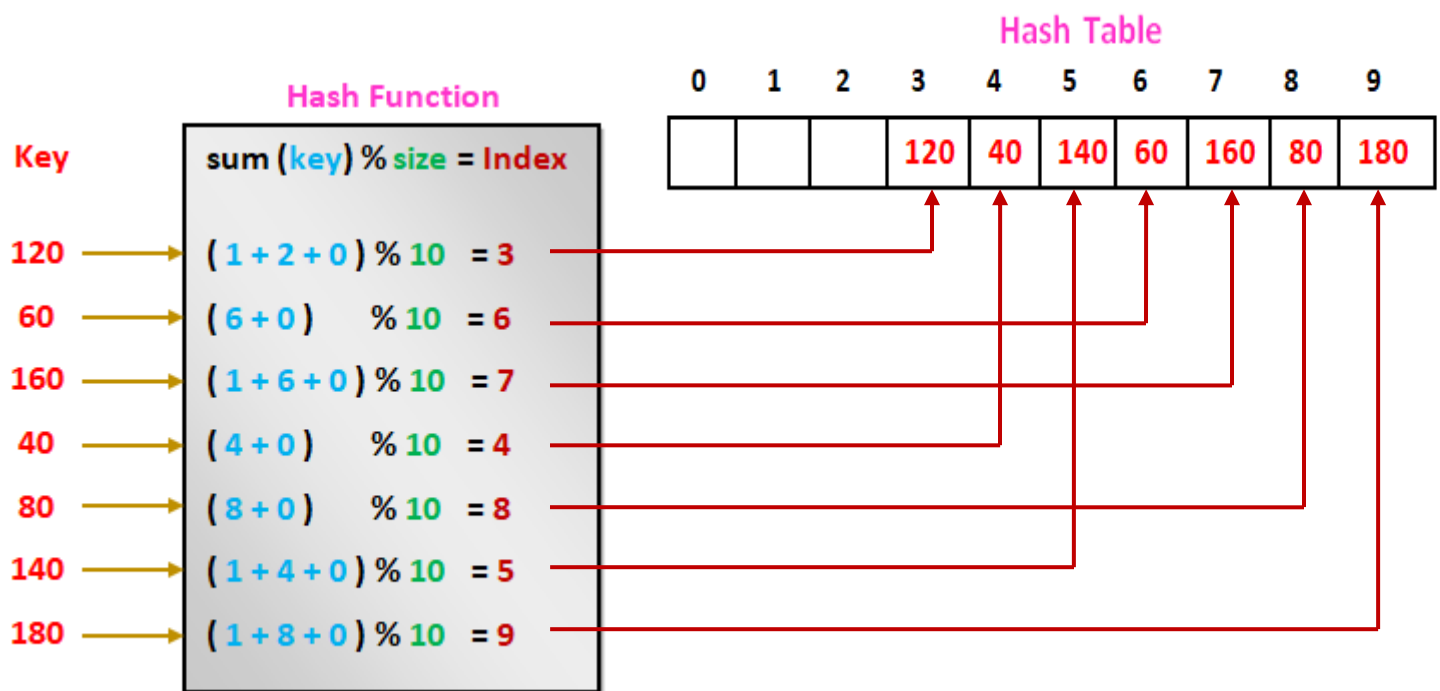 Hash Table
0 1 2 3 4 5 6 7 8 9
120 40 140 60 160 80 180
Hash Function
Key
sum (key) % size = Index
120
( 1 + 2 + 0 ) % 10 = 3
60
( 6 + 0 ) % 10 = 6
160
( 1 + 6 + 0 ) % 10 = 7
40
( 4 + 0 ) % 10 = 4
80
( 8 + 0 ) % 10 = 8
140
( 1 + 4 + 0 ) % 10 = 5
180
( 1 + 8 + 0 ) % 10 = 9